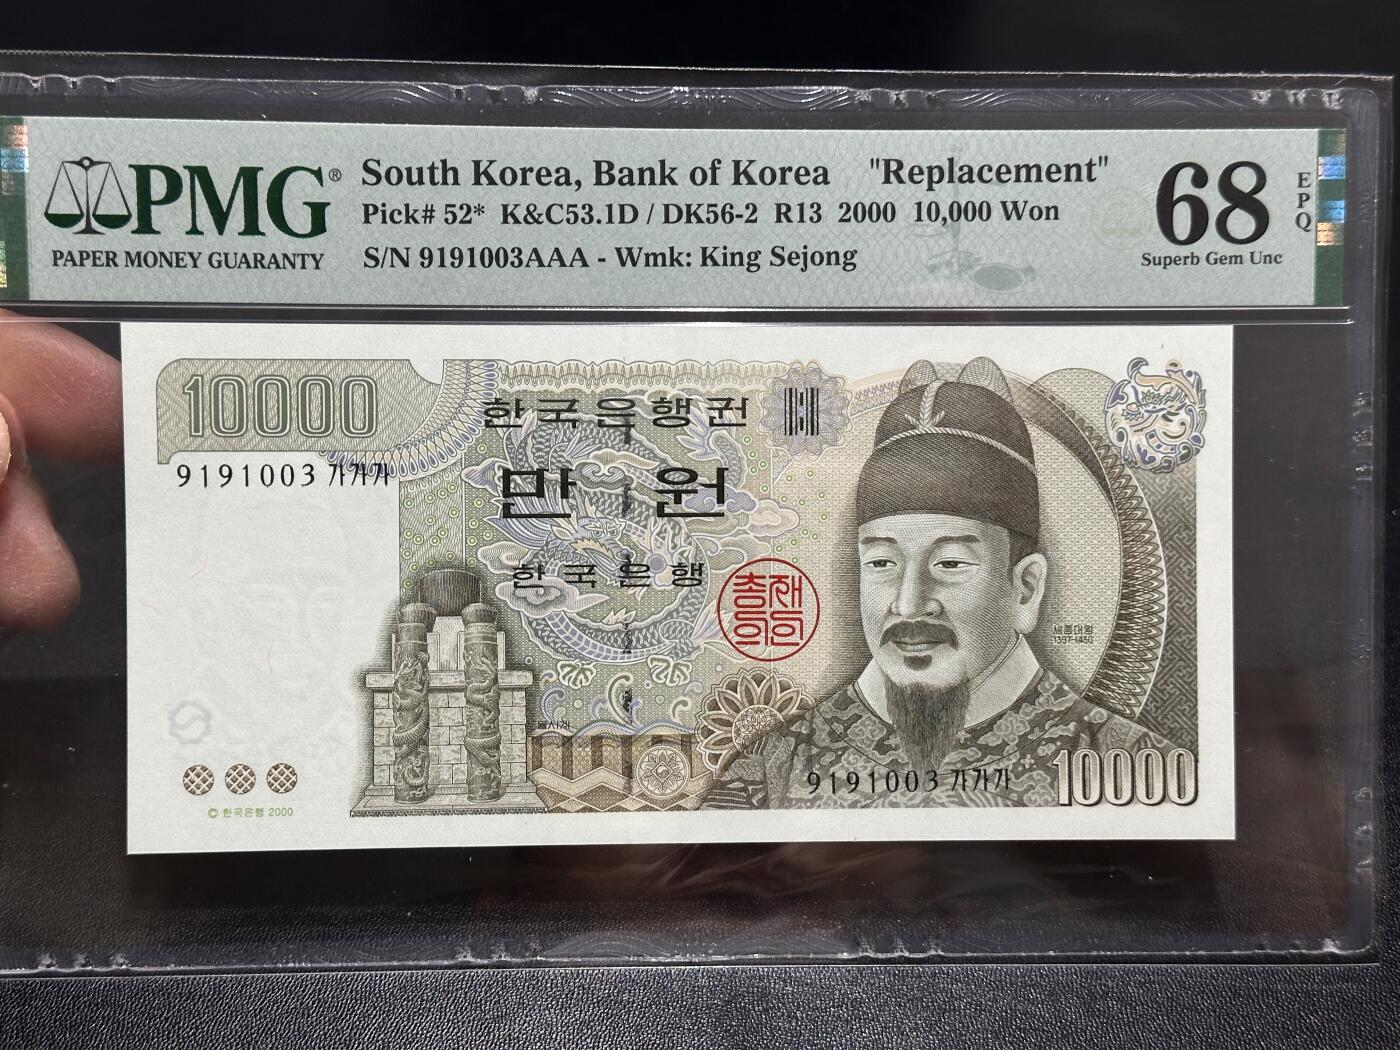 PMG®
PAPER MONEY GUARANTY
South Korea, Bank of Korea "Replacement"
Pick# 52* K&C53.1D / DK56-2 R13 2000 10,000 Won
S/N 9191003AAA - Wmk: King Sejong
68
EPQ
Superb Gem Unc
10000
한국은행권
9191003 가가가
만 원
한국은행
총재의인
세종대왕
1397-1450
물시계
9191003 가가가
10000
© 한국은행 2000